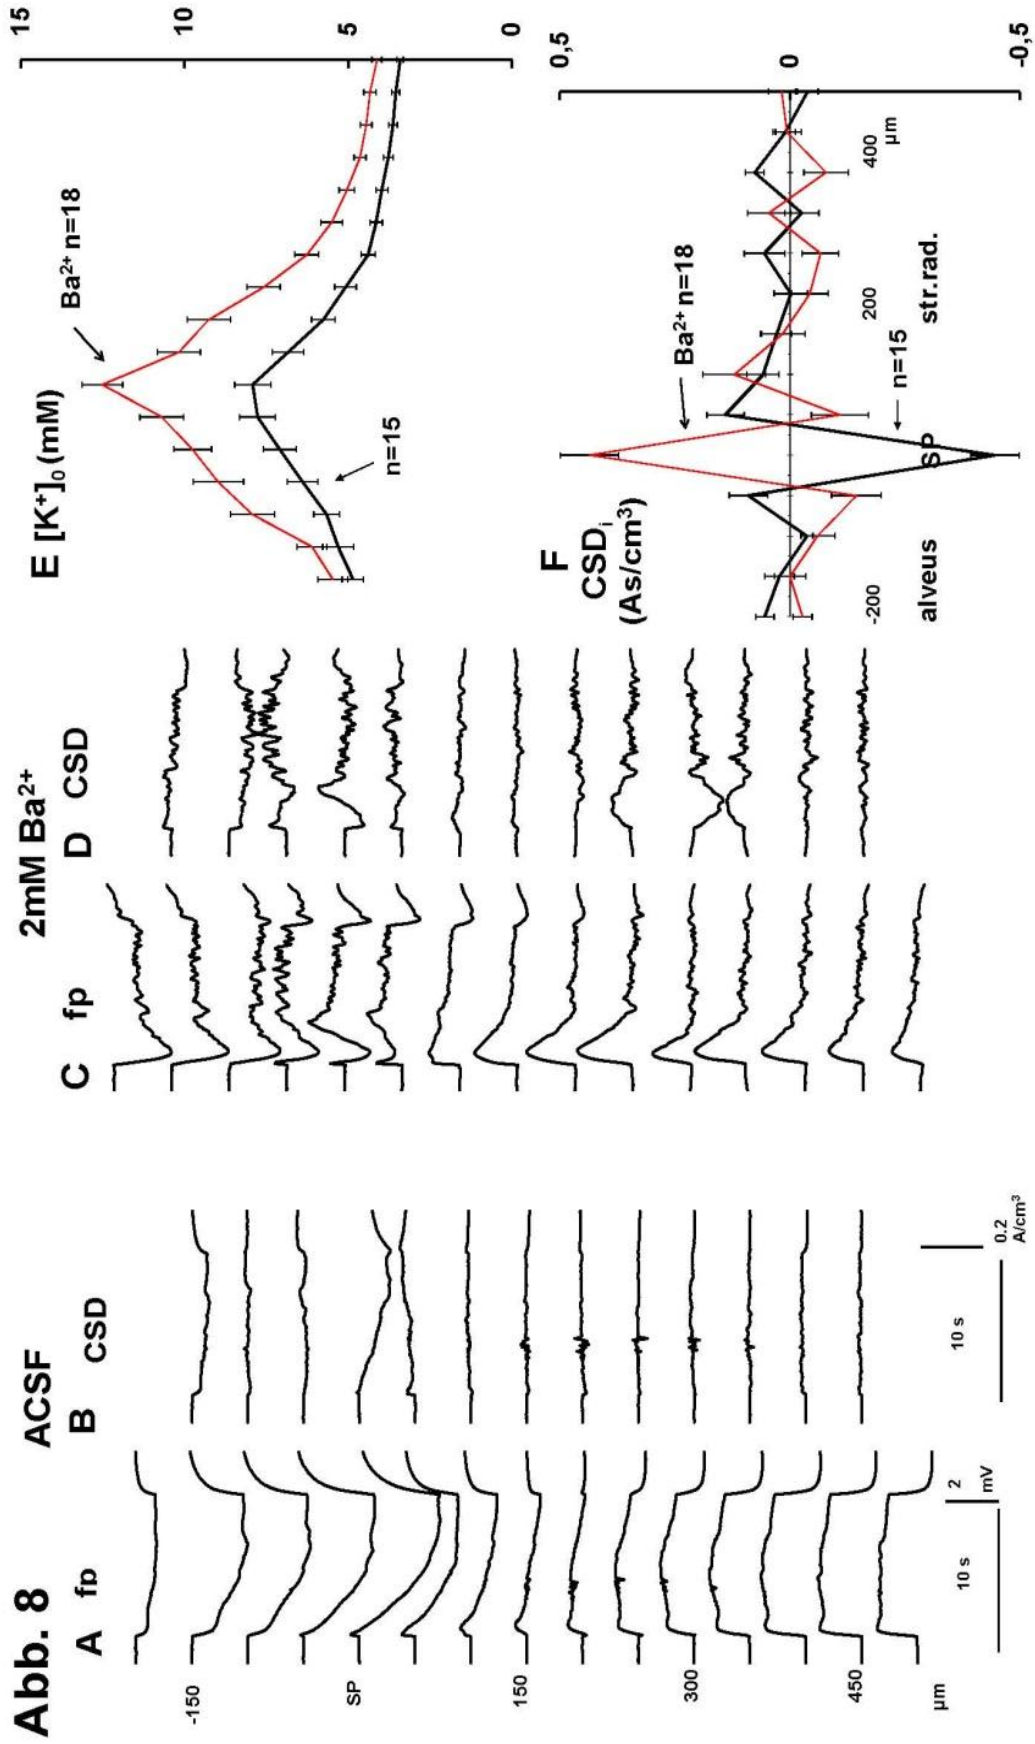 Abb. 8
ACSF
2mM Ba²⁺
A fp
B CSD
C fp
D CSD
-150
SP
150
300
450
µm
10 s
2
mV
10 s
0.2
A/cm³
E [K⁺]₀ (mM)
Ba²⁺ n=18
n=15
15
10
5
0
F
CSDᵢ
(As/cm³)
Ba²⁺ n=18
n=15
0,5
0
-0,5
-200
200
400
µm
alveus
SP
str.rad.